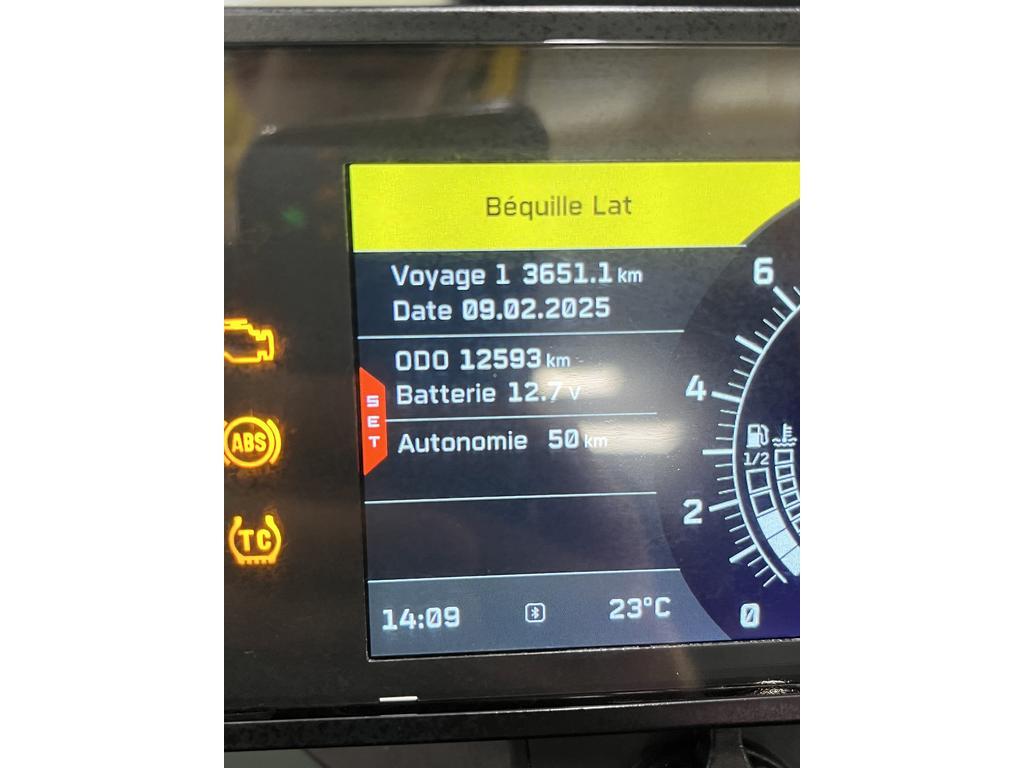 Béquille Lat
Voyage 1 3651.1 km
Date 09.02.2025
ODO 12593 km
Batterie 12.7 V
SET
Autonomie 50 km
14:09
23°C
ABS
TC
6
4
2
0
1/2